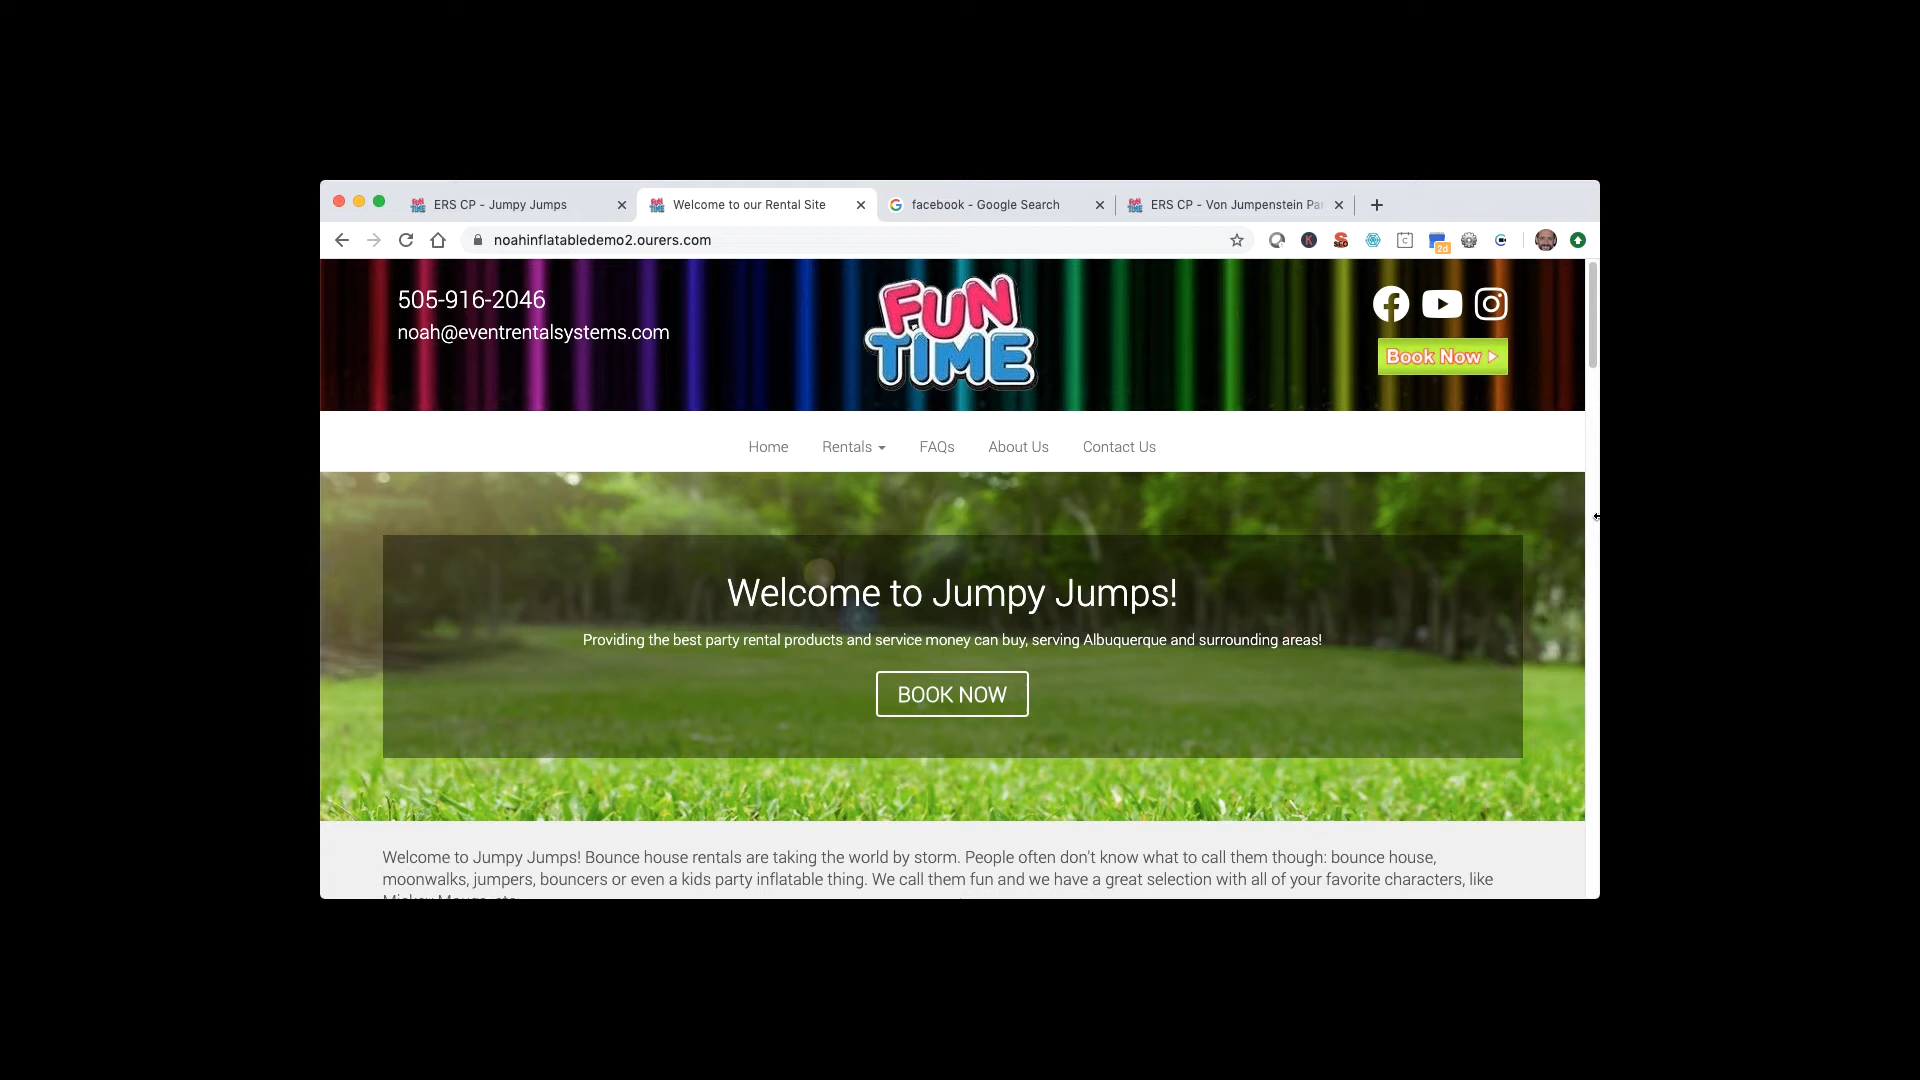 ERS CP - Jumpy Jumps
Welcome to our Rental Site
facebook - Google Search
ERS CP - Von Jumpenstein Par
noahinflatabledemo2.ourers.com
2d
505-916-2046
noah@eventrentalsystems.com
FUN
TIME
Book Now
Home
Rentals
FAQs
About Us
Contact Us
Welcome to Jumpy Jumps!
Providing the best party rental products and service money can buy, serving Albuquerque and surrounding areas!
BOOK NOW
Welcome to Jumpy Jumps! Bounce house rentals are taking the world by storm. People often don't know what to call them though: bounce house,
moonwalks, jumpers, bouncers or even a kids party inflatable thing. We call them fun and we have a great selection with all of your favorite characters, like